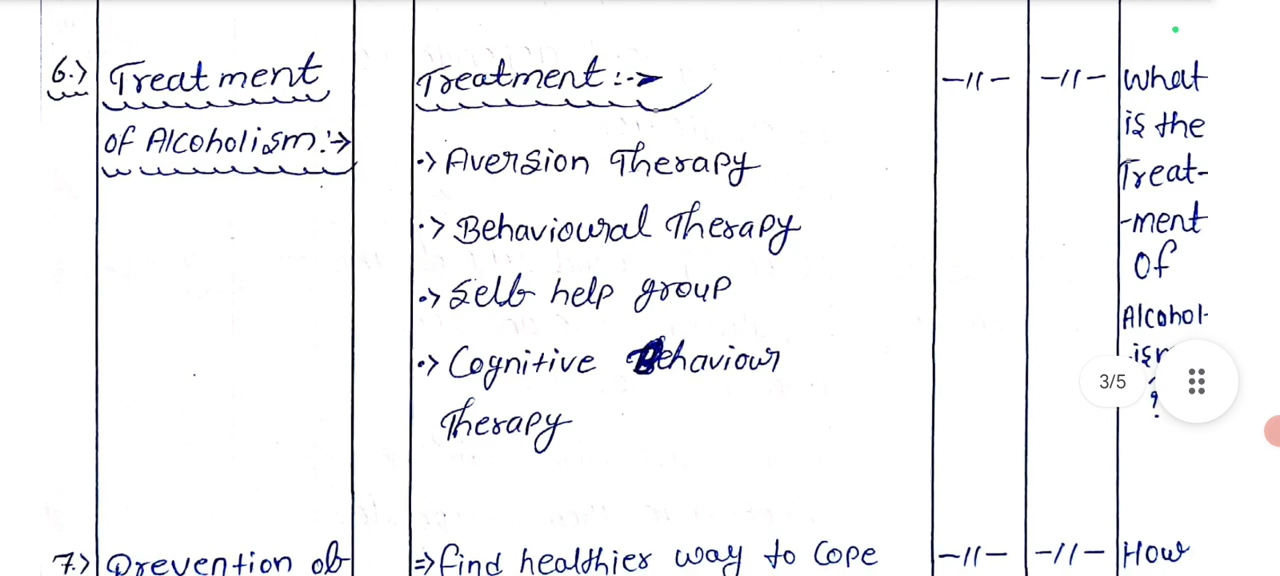 6.> Treatment of Alcoholism:->
Treatment:->
.> Aversion Therapy
.> Behavioural Therapy
.> Self help group
.> Cognitive Behaviour
Therapy
-11- -11-
What
is the
Treat-
-ment
of
Alcohol-
?
3/5
7.> Prevention of
=> find healthier way to cope
-11- -11-
How